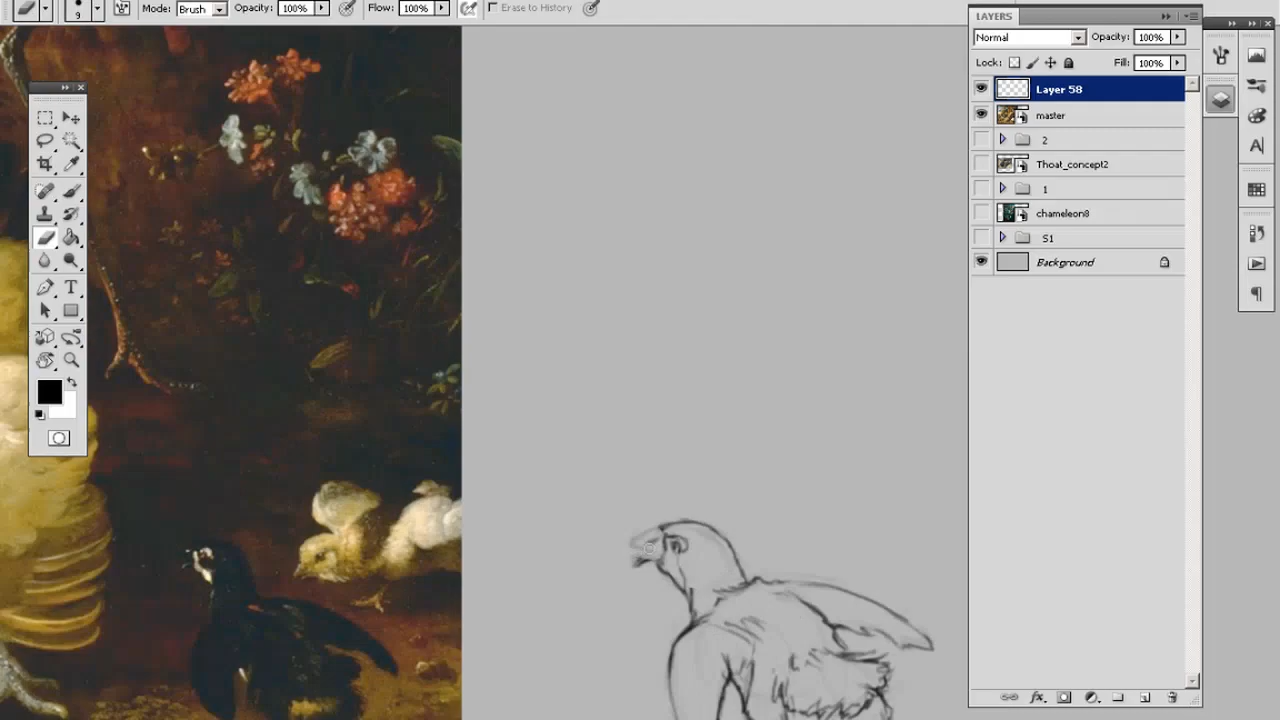 Mode: Brush Opacity: 100% Flow: 100% Erase to History
9
LAYERS
Normal Opacity: 100%
Lock: Fill: 100%
Layer 58
master
2
Thoat_concept2
1
chameleon8
S1
Background